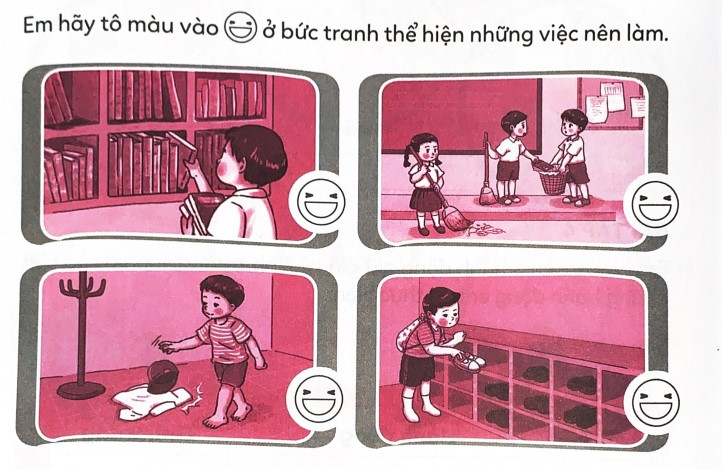 Em hãy tô màu vào ở bức tranh thể hiện những việc nên làm.